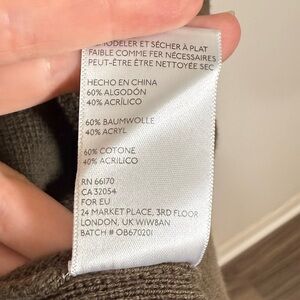 REMODELER ET SÉCHER À PLAT
FAIBLE COMME FER NÉCESSAIRES
PEUT-ÊTRE ÊTRE NETTOYÉE SEC
HECHO EN CHINA
60% ALGODÓN
40% ACRÍLICO
60% BAUMWOLLE
40% ACRYL
60% COTONE
40% ACRILICO
RN 66170
CA 32054
FOR EU
24 MARKET PLACE, 3RD FLOOR
LONDON, UK W1W8AN
BATCH # OB670201